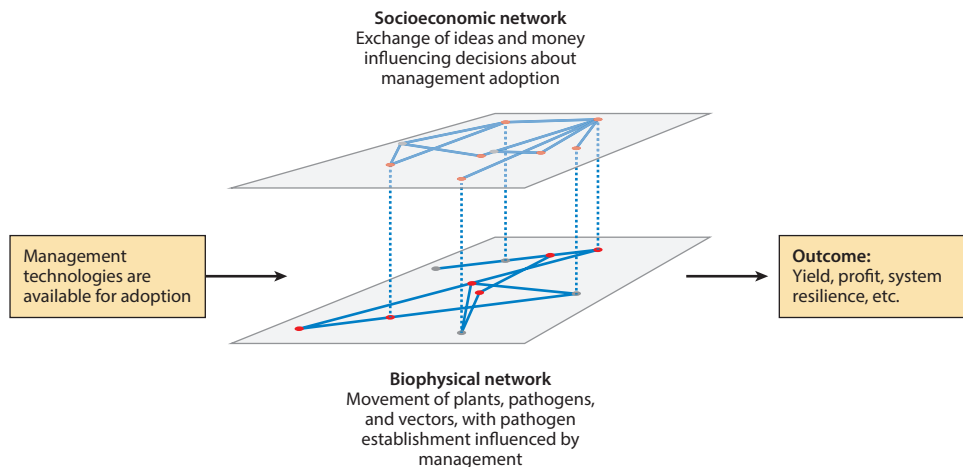 Socioeconomic network
Exchange of ideas and money
influencing decisions about
management adoption
Management
technologies are
available for adoption
Outcome:
Yield, profit, system
resilience, etc.
Biophysical network
Movement of plants, pathogens,
and vectors, with pathogen
establishment influenced by
management